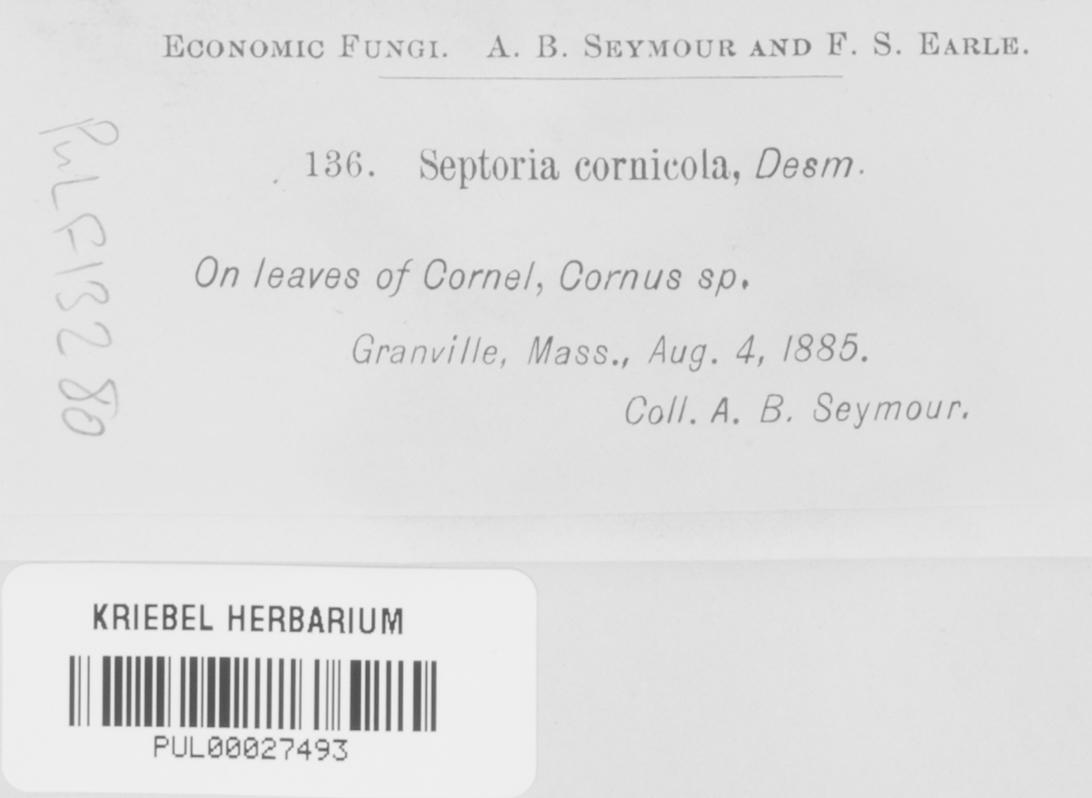 ECONOMIC FUNGI. A. B. SEYMOUR AND F. S. EARLE.
136. Septoria cornicola, Desm.
On leaves of Cornel, Cornus sp.
Granville, Mass., Aug. 4, 1885.
Coll. A. B. Seymour.
PULF13280
KRIEBEL HERBARIUM
PUL00027493